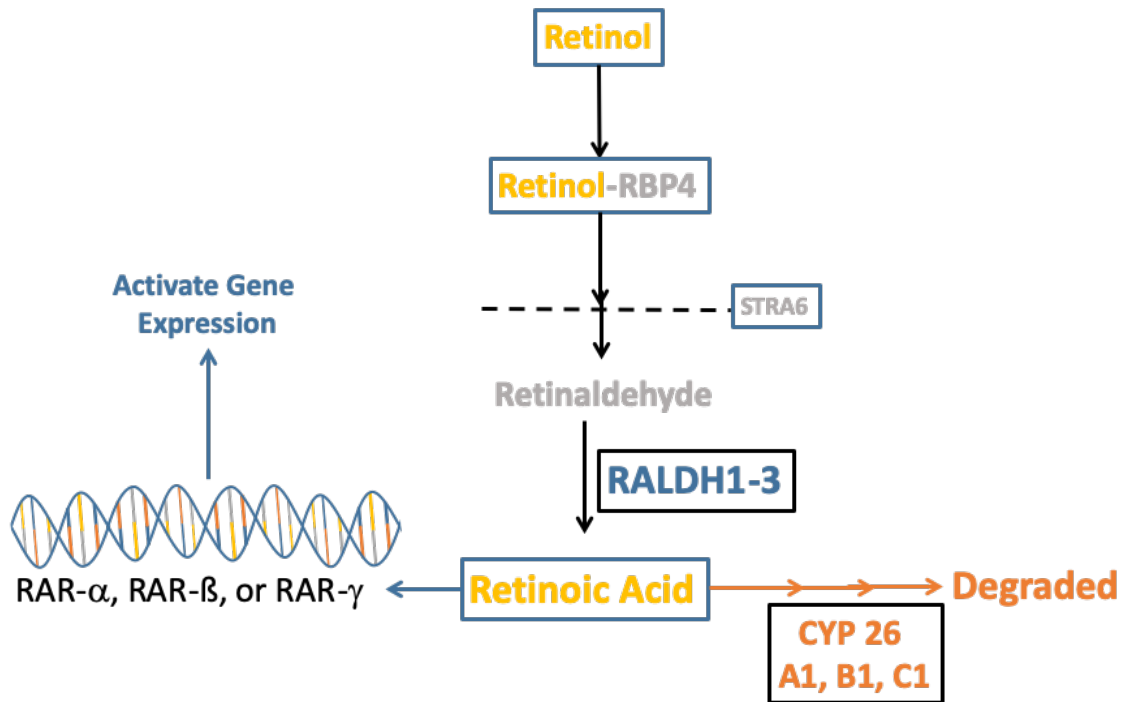 Retinol
Retinol-RBP4
Activate Gene
Expression
STRA6
Retinaldehyde
RALDH1-3
RAR-α, RAR-ß, or RAR-γ
Retinoic Acid
Degraded
CYP 26
A1, B1, C1